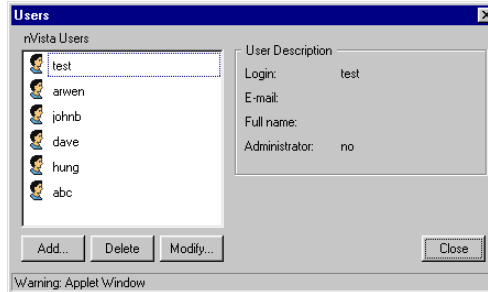 Users
nVista Users
test
arwen
johnb
dave
hung
abc
User Description
Login: test
E-mail:
Full name:
Administrator: no
Add... Delete Modify... Close
Warning: Applet Window